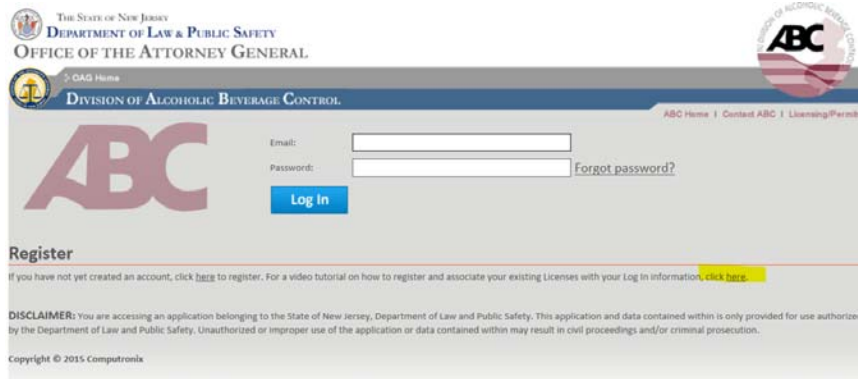 THE STATE OF NEW JERSEY
DEPARTMENT OF LAW & PUBLIC SAFETY
OFFICE OF THE ATTORNEY GENERAL
DIVISION OF ALCOHOLIC BEVERAGE CONTROL
ABC
OAG Home
DIVISION OF ALCOHOLIC BEVERAGE CONTROL
ABC Home | Contact ABC | Licensing/Permit
ABC
Email:
Password:
Forgot password?
Log In
Register
If you have not yet created an account, click here to register. For a video tutorial on how to register and associate your existing Licenses with your Log In information, click here.
DISCLAIMER: You are accessing an application belonging to the State of New Jersey, Department of Law and Public Safety. This application and data contained within is only provided for use authorize
by the Department of Law and Public Safety. Unauthorized or improper use of the application or data contained within may result in civil proceedings and/or criminal prosecution.
Copyright © 2015 Computronix